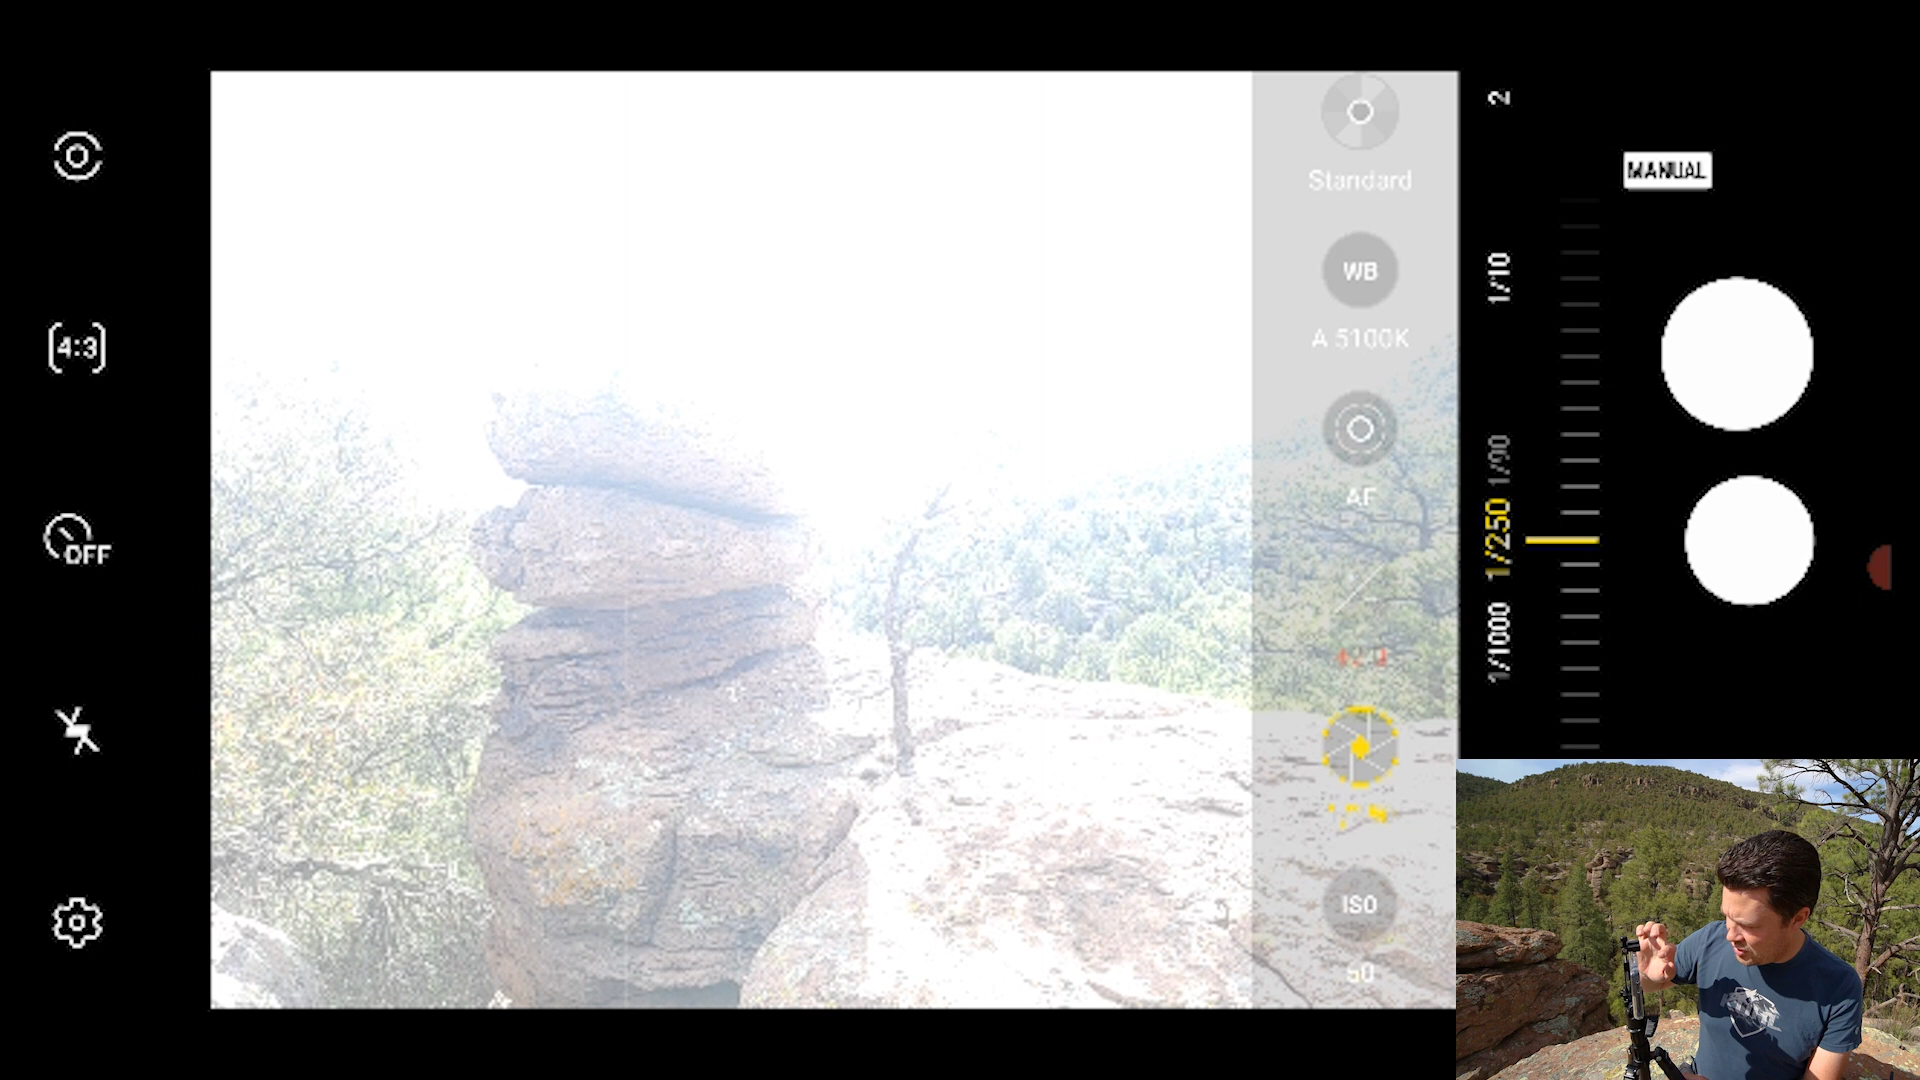 2
MANUAL
Standard
1/10
WB
4:3
A 5100K
1/90
AF
1/250
OFF
1/1000
ISO
50